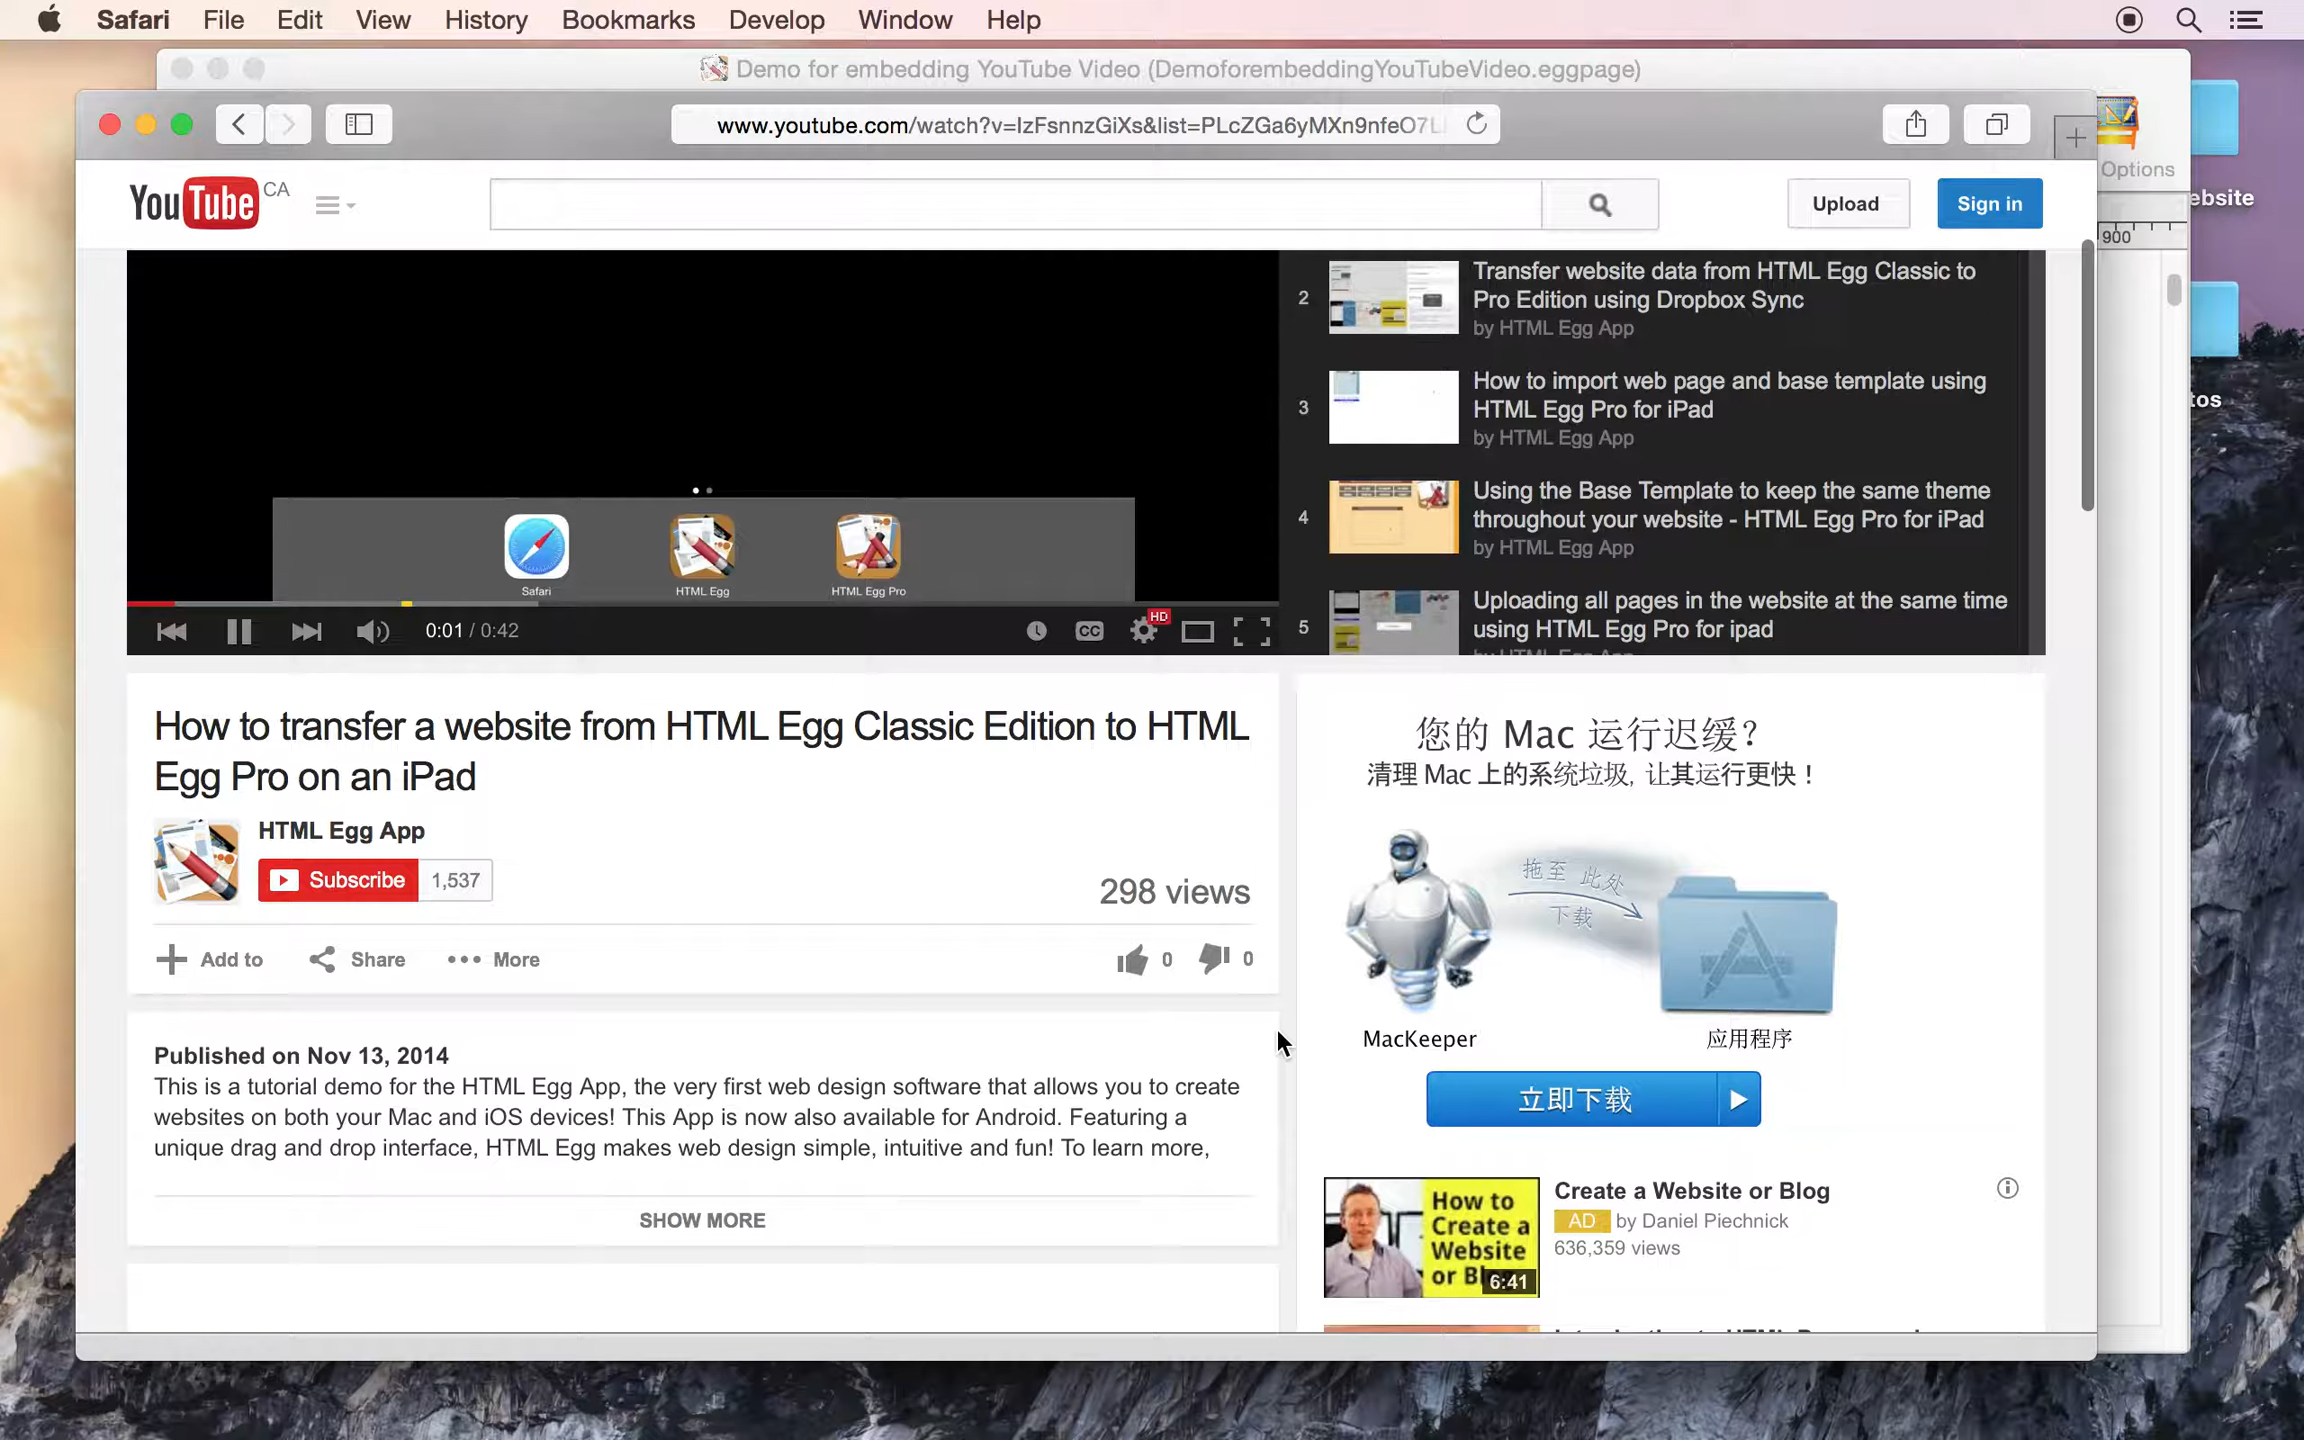 Safari File Edit View History Bookmarks Develop Window Help
Demo for embedding YouTube Video (DemoforembeddingYouTubeVideo.eggpage)
www.youtube.com/watch?v=IzFsnnzGiXs&list=PLcZGa6yMXn9nfeO7L
Options
ebsite
YouTube CA
Upload
Sign in
900
2
Transfer website data from HTML Egg Classic to
Pro Edition using Dropbox Sync
by HTML Egg App
3
How to import web page and base template using
HTML Egg Pro for iPad
by HTML Egg App
tos
4
Using the Base Template to keep the same theme
throughout your website - HTML Egg Pro for iPad
by HTML Egg App
5
Uploading all pages in the website at the same time
using HTML Egg Pro for ipad
by HTML Egg App
Safari HTML Egg HTML Egg Pro
0:01 / 0:42
CC
HD
How to transfer a website from HTML Egg Classic Edition to HTML
Egg Pro on an iPad
HTML Egg App
Subscribe 1,537
298 views
Add to Share More 0 0
Published on Nov 13, 2014
This is a tutorial demo for the HTML Egg App, the very first web design software that allows you to create
websites on both your Mac and iOS devices! This App is now also available for Android. Featuring a
unique drag and drop interface, HTML Egg makes web design simple, intuitive and fun! To learn more,
SHOW MORE
您的 Mac 运行迟缓？
清理 Mac 上的系统垃圾, 让其运行更快！
拖至 此处
下载
MacKeeper
应用程序
立即下载
How to
Create a
Website
or Bl
6:41
Create a Website or Blog
AD by Daniel Piechnick
636,359 views